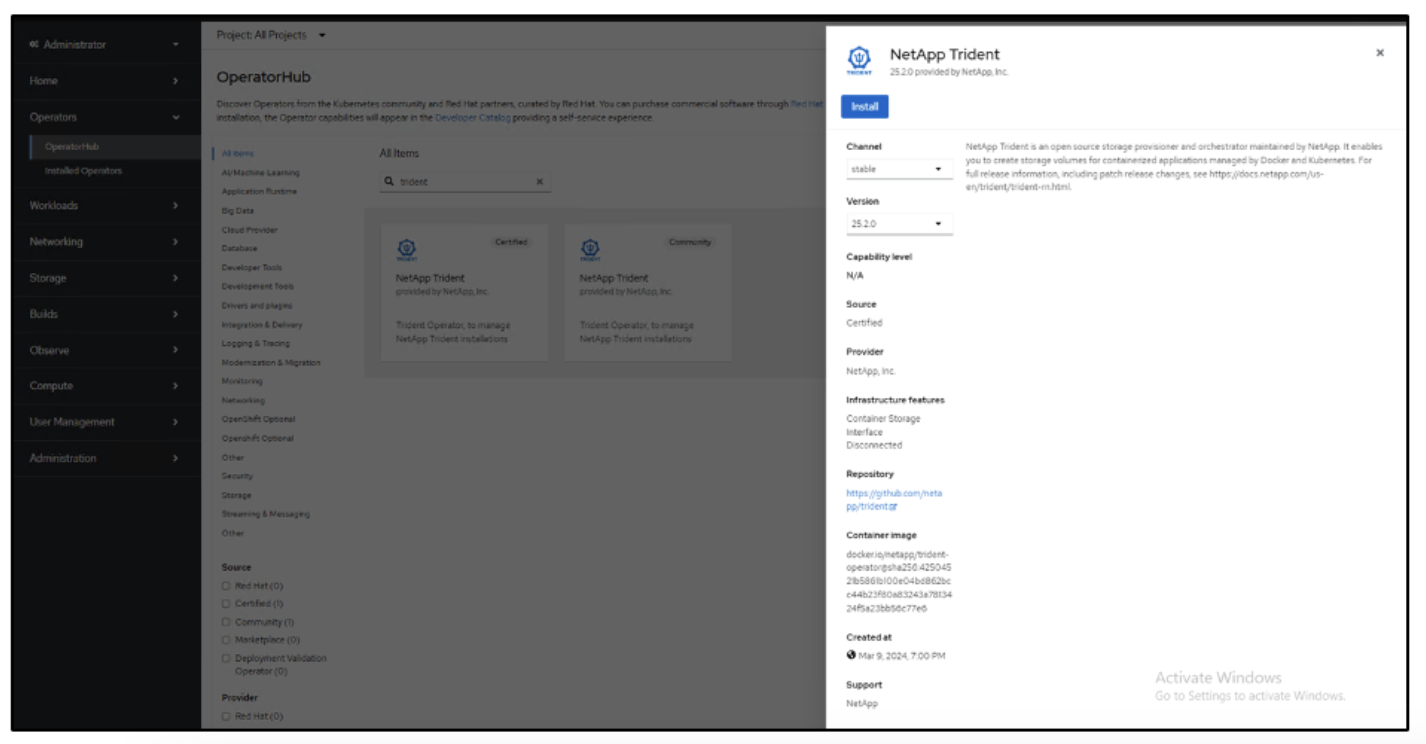 Administrator
Home
Operators
OperatorHub
Installed Operators
Workloads
Networking
Storage
Builds
Observe
Compute
User Management
Administration
Project: All Projects
OperatorHub
Discover Operators from the Kubernetes community and Red Hat partners, curated by Red Hat. You can purchase commercial software through Red Hat
installation, the Operator capabilities will appear in the Developer Catalog providing a self-service experience.
All Items
AI/Machine Learning
Application Runtime
Big Data
Cloud Provider
Database
Developer Tools
Development Tools
Drivers and plugins
Integration & Delivery
Logging & Tracing
Modernization & Migration
Monitoring
Networking
OpenShift Optional
Openshift Optional
Other
Security
Storage
Streaming & Messaging
Other
Source
Red Hat (0)
Certified (1)
Community (1)
Marketplace (0)
Deployment Validation
Operator (0)
Provider
Red Hat (0)
All Items
trident
Certified
TRIDENT
NetApp Trident
provided by NetApp, Inc.
Trident Operator, to manage
NetApp Trident installations
Community
TRIDENT
NetApp Trident
provided by NetApp, Inc.
Trident Operator, to manage
NetApp Trident installations
TRIDENT
NetApp Trident
25.2.0 provided by NetApp, Inc.
Install
Channel
stable
Version
25.2.0
Capability level
N/A
Source
Certified
Provider
NetApp, Inc.
Infrastructure features
Container Storage
Interface
Disconnected
Repository
https://github.com/neta
pp/trident
Container image
docker.io/netapp/trident-
operator@sha256:425045
Created at
Mar 9, 2024, 7:00 PM
Support
NetApp
NetApp Trident is an open source storage provisioner and orchestrator maintained by NetApp. It enables
you to create storage volumes for containerized applications managed by Docker and Kubernetes. For
full release information, including patch release changes, see https://docs.netapp.com/us-
en/trident/trident-rn.html.
Activate Windows
Go to Settings to activate Windows.